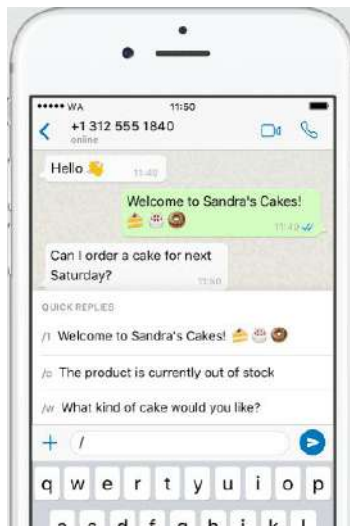 WA 11:50
+1 312 555 1840
online
Hello 👋 11:49
Welcome to Sandra's Cakes!
🍰 🎂 🍩 11:49
Can I order a cake for next
Saturday? 11:50
QUICK REPLIES
Welcome to Sandra's Cakes! 🍰 🎂 🍩
/o The product is currently out of stock
/w What kind of cake would you like?
+ /
q w e r t y u i o p
a s d f g h j k l